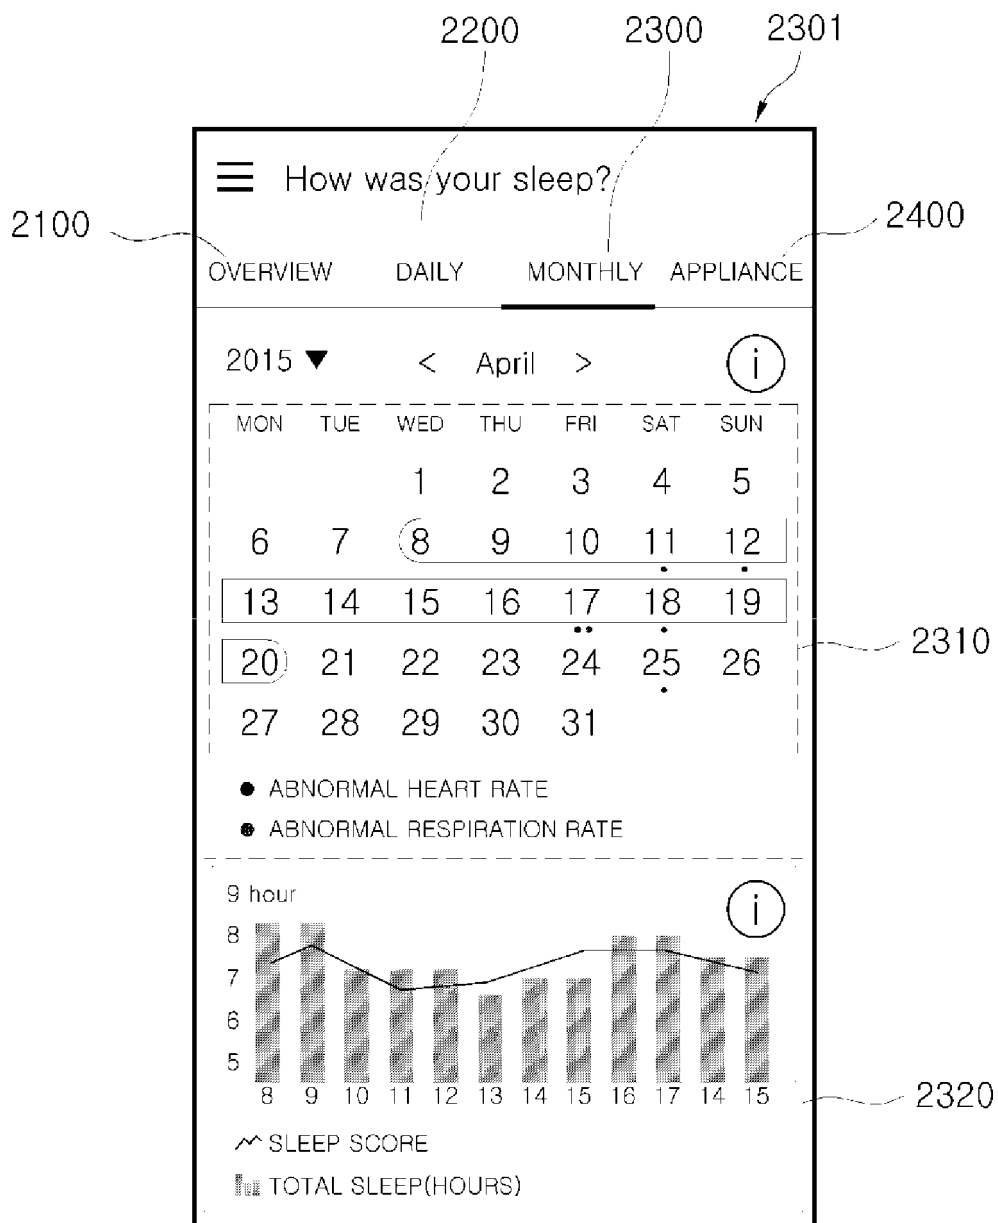 2200 2300 2301
How was your sleep?
2100 2400
OVERVIEW DAILY MONTHLY APPLIANCE
2015 ▼ < April > i
MON TUE WED THU FRI SAT SUN
1 2 3 4 5
6 7 8 9 10 11 12
13 14 15 16 17 18 19
20 21 22 23 24 25 26
2310
27 28 29 30 31
● ABNORMAL HEART RATE
● ABNORMAL RESPIRATION RATE
9 hour i
8
7
6
5
8 9 10 11 12 13 14 15 16 17 14 15
2320
SLEEP SCORE
TOTAL SLEEP(HOURS)